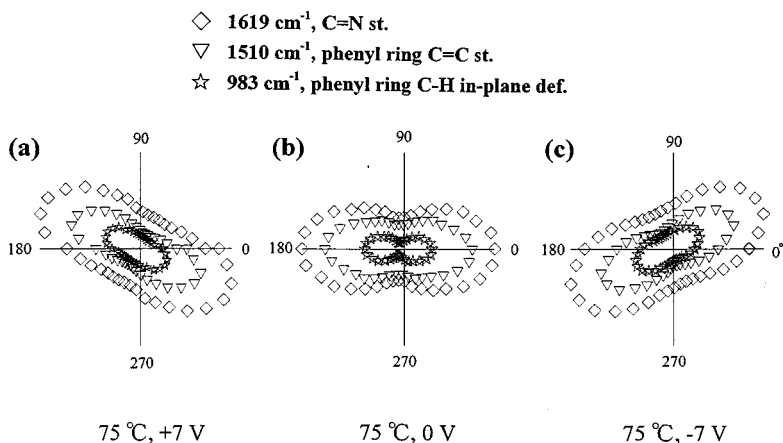 1619 cm-1, C=N st.
1510 cm-1, phenyl ring C=C st.
983 cm-1, phenyl ring C-H in-plane def.
(a) 90 (b) 90 (c) 90
180 0 180 0 180 0°
270 270 270
75 °C, +7 V 75 °C, 0 V 75 °C, -7 V